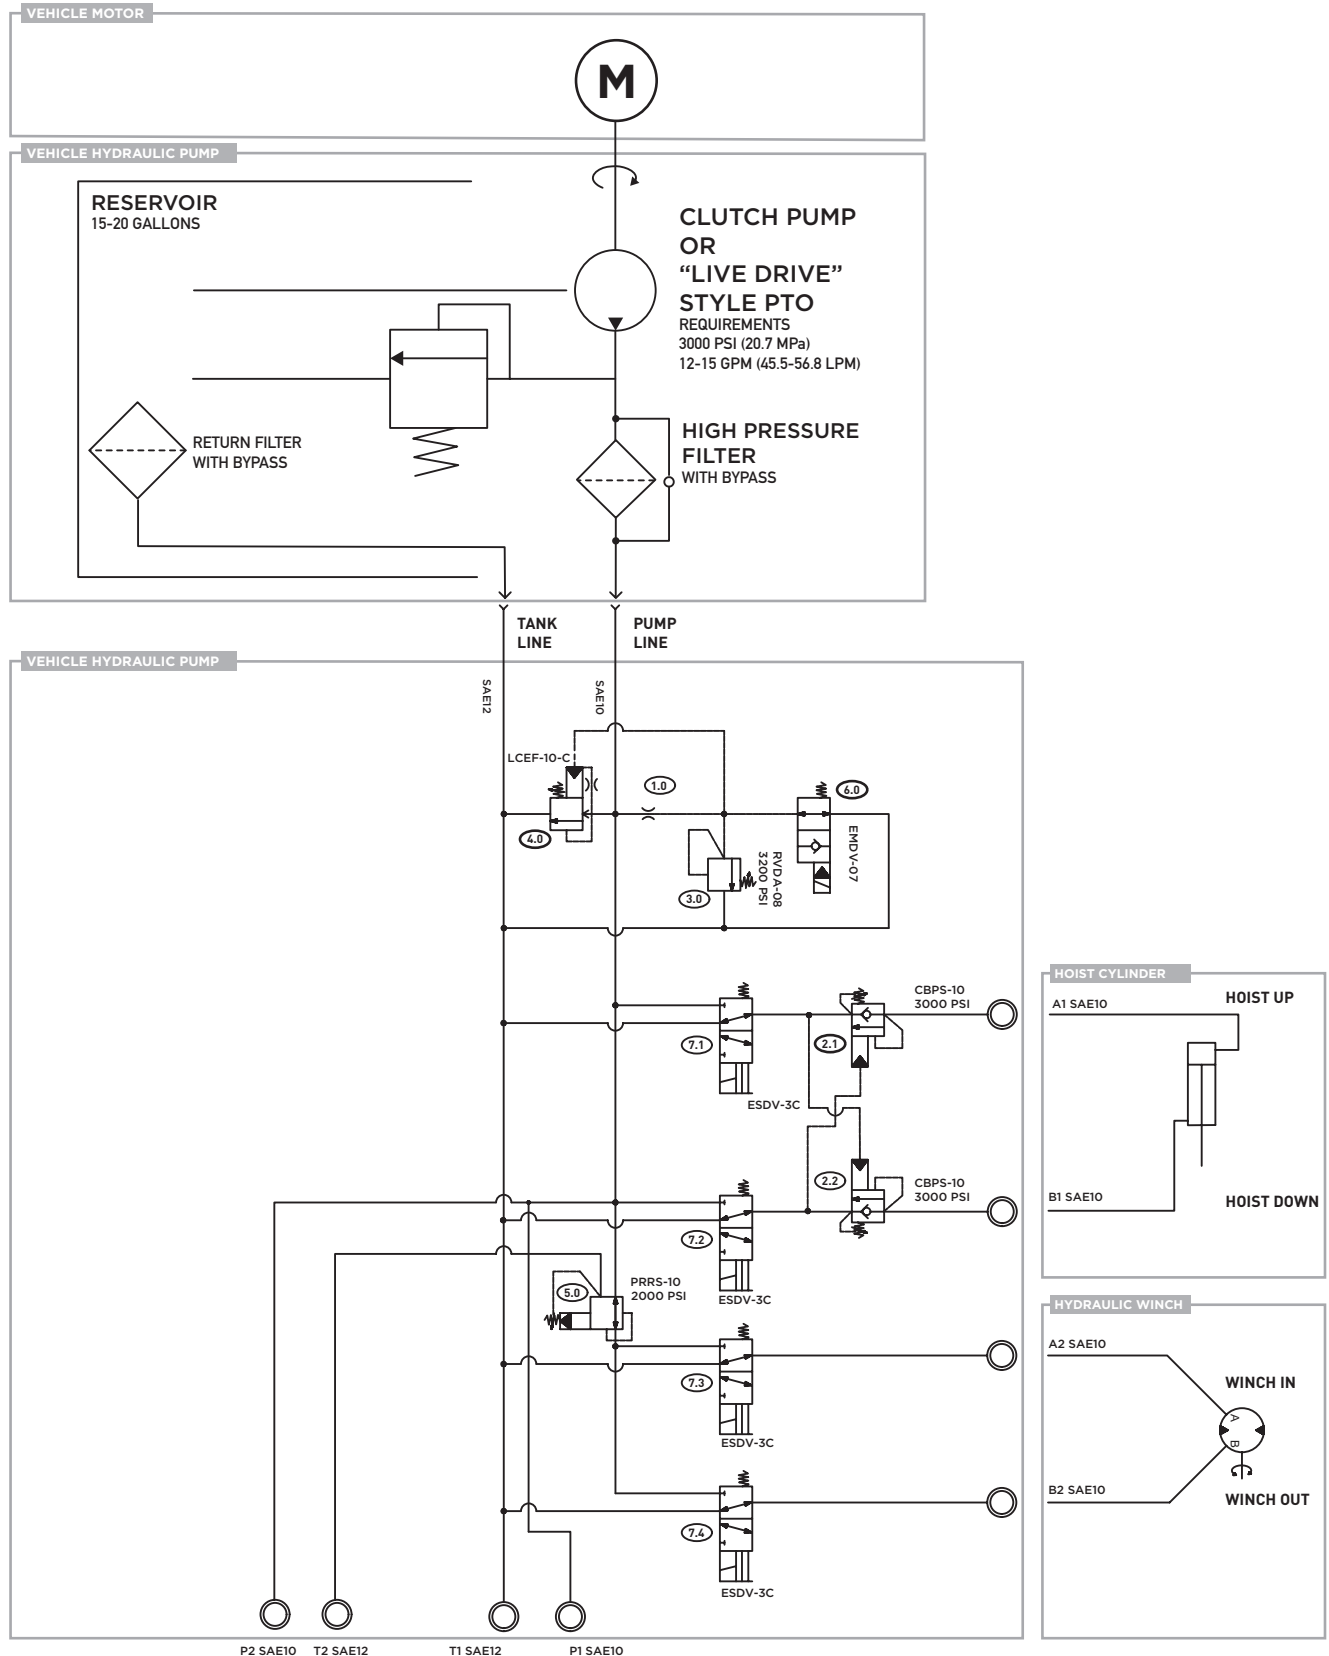 VEHICLE MOTOR
M
VEHICLE HYDRAULIC PUMP
RESERVOIR
15-20 GALLONS
CLUTCH PUMP
OR
“LIVE DRIVE”
STYLE PTO
REQUIREMENTS
3000 PSI (20.7 MPa)
12-15 GPM (45.5-56.8 LPM)
RETURN FILTER
WITH BYPASS
HIGH PRESSURE
FILTER
WITH BYPASS
TANK
LINE
PUMP
LINE
VEHICLE HYDRAULIC PUMP
SAE12
SAE10
LCEF-10-C
1.0
6.0
4.0
EMDV-07
RVDA-08
3200 PSI
3.0
CBPS-10
3000 PSI
7.1
2.1
ESDV-3C
2.2
CBPS-10
3000 PSI
7.2
ESDV-3C
5.0
PRRS-10
2000 PSI
7.3
ESDV-3C
7.4
ESDV-3C
P2 SAE10
T2 SAE12
T1 SAE12
P1 SAE10
HOIST CYLINDER
A1 SAE10
HOIST UP
B1 SAE10
HOIST DOWN
HYDRAULIC WINCH
A2 SAE10
WINCH IN
A
B
B2 SAE10
WINCH OUT